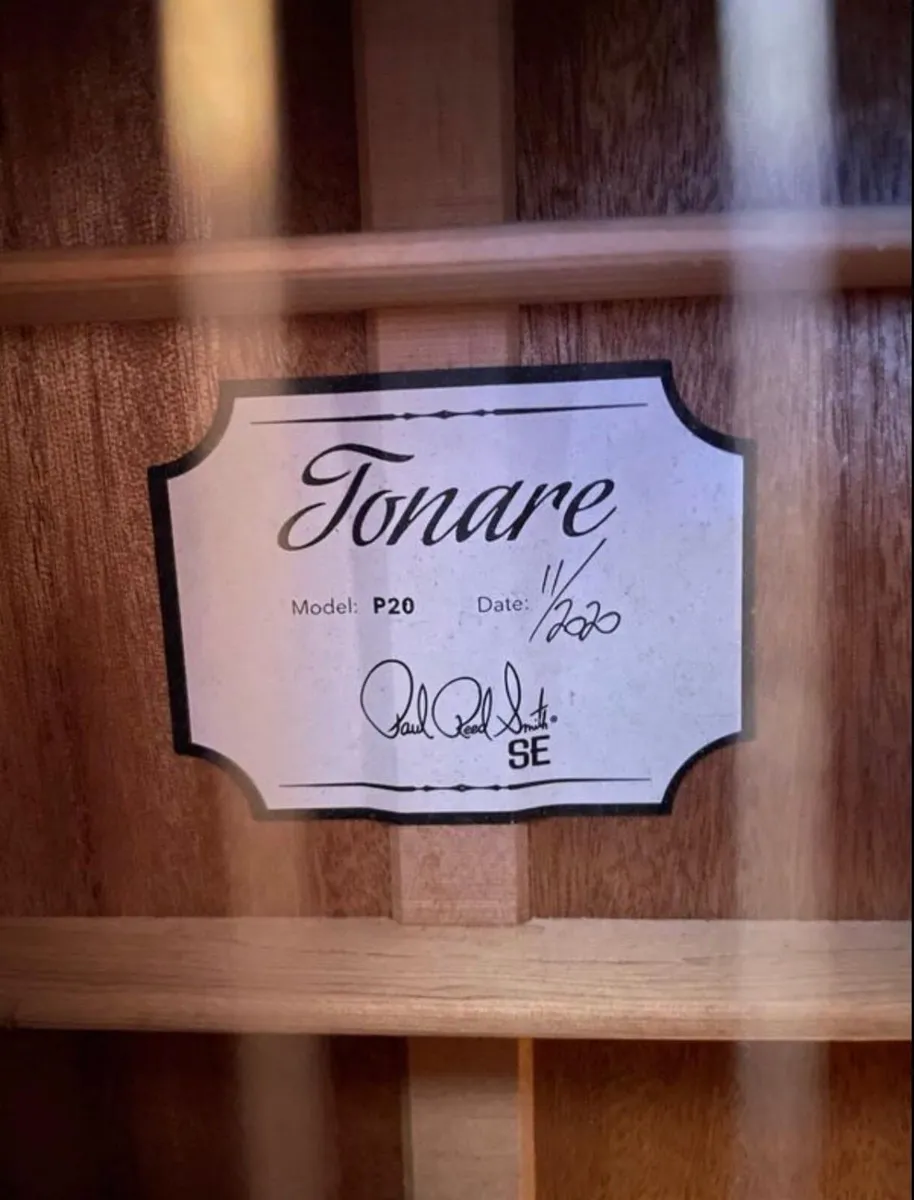 Tonare
Model: P20 Date: 11/2020
Paul Reed Smith®
SE